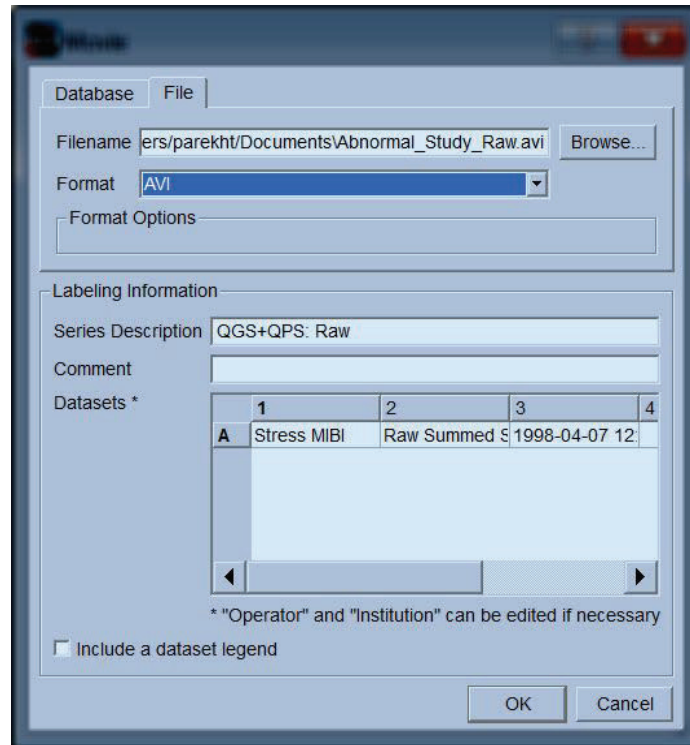 Movie
Database File
Filename ers/parekht/Documents\Abnormal_Study_Raw.avi Browse...
Format AVI
Format Options
Labeling Information
Series Description QGS+QPS: Raw
Comment
Datasets *
1 2 3 4
A Stress MIBI Raw Summed S 1998-04-07 12:
* "Operator" and "Institution" can be edited if necessary
Include a dataset legend
OK Cancel